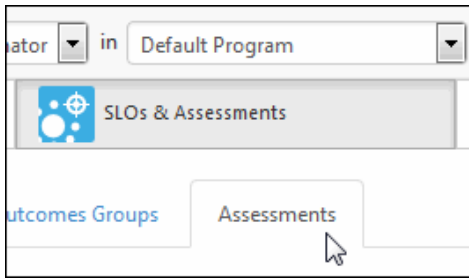 ator in Default Program
SLOs & Assessments
utcomes Groups Assessments